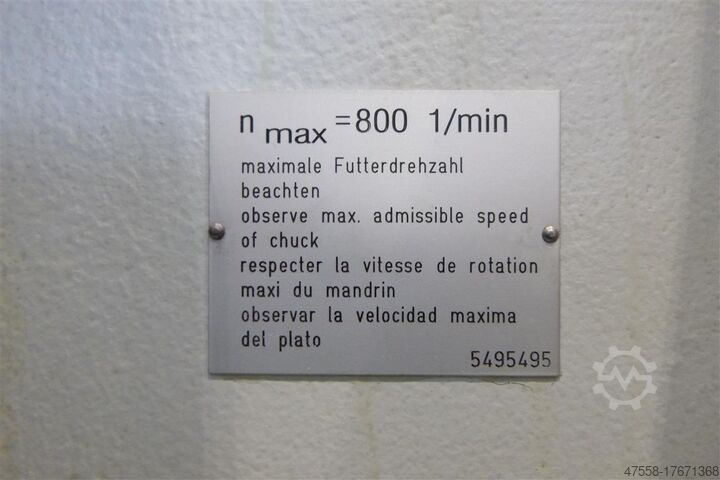 n max = 800 1/min
maximale Futterdrehzahl
beachten
observe max. admissible speed
of chuck
respecter la vitesse de rotation
maxi du mandrin
observar la velocidad maxima
del plato
5495495
47558-17671368